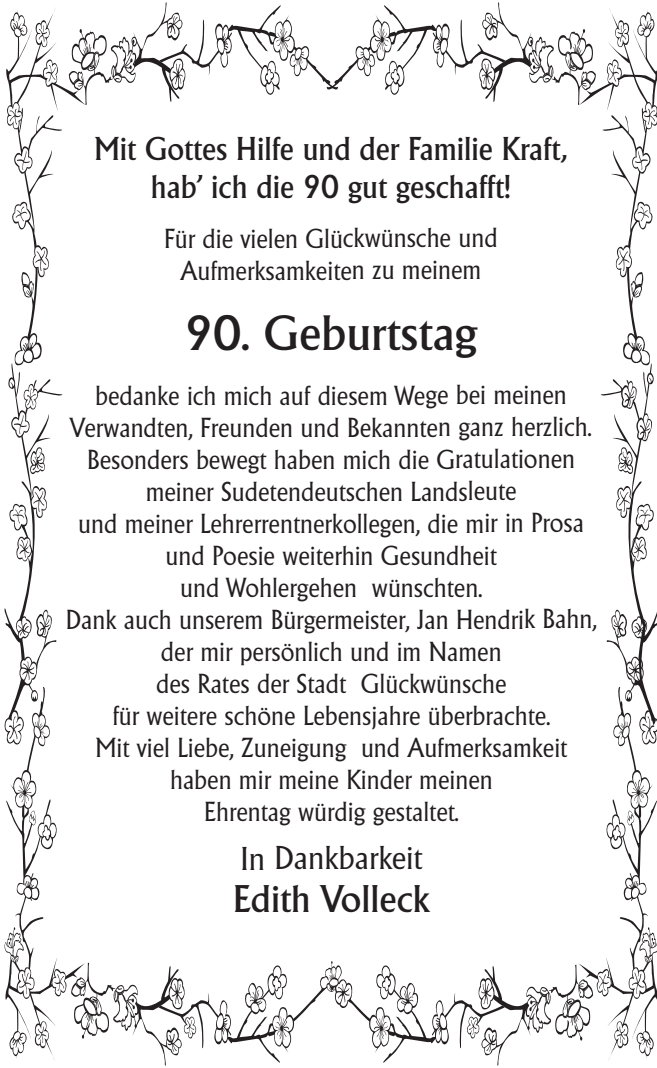 Mit Gottes Hilfe und der Familie Kraft,
hab' ich die 90 gut geschafft!
Für die vielen Glückwünsche und
Aufmerksamkeiten zu meinem
90. Geburtstag
bedanke ich mich auf diesem Wege bei meinen
Verwandten, Freunden und Bekannten ganz herzlich.
Besonders bewegt haben mich die Gratulationen
meiner Sudetendeutschen Landsleute
und meiner Lehrerrentnerkollegen, die mir in Prosa
und Poesie weiterhin Gesundheit
und Wohlergehen wünschten.
Dank auch unserem Bürgermeister, Jan Hendrik Bahn,
der mir persönlich und im Namen
des Rates der Stadt Glückwünsche
für weitere schöne Lebensjahre überbrachte.
Mit viel Liebe, Zuneigung und Aufmerksamkeit
haben mir meine Kinder meinen
Ehrentag würdig gestaltet.
In Dankbarkeit
Edith Volleck